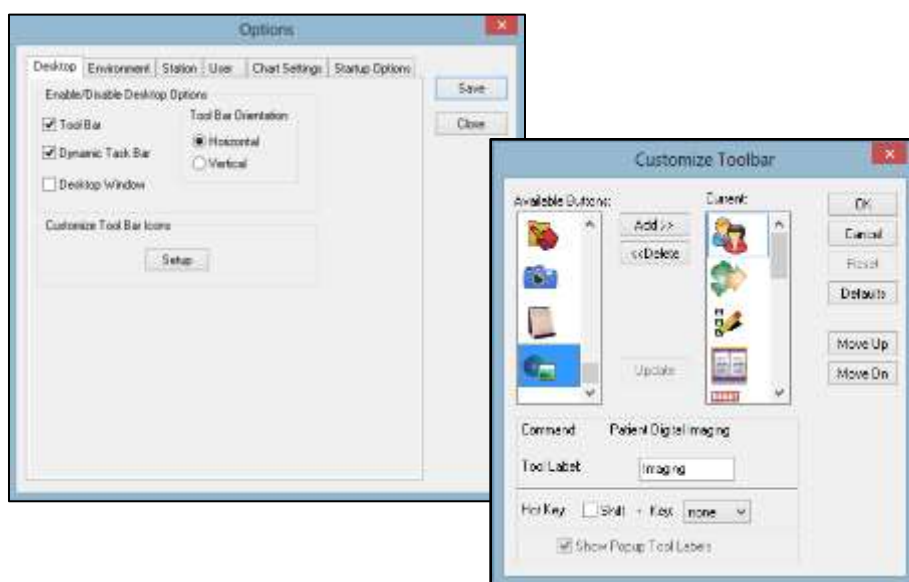 Options
Desktop Environment Station User Chart Settings Startup Options
Save
Close
Enable/Disable Desktop Options
Tool Bar
Dynamic Task Bar
Desktop Window
Tool Bar Orientation
Horizontal
Vertical
Customize Tool Bar Icons
Setup
Customize Toolbar
Available Buttons:
Add >>
<<Delete
Update
Current:
OK
Cancel
Reset
Defaults
Move Up
Move Dn
Command Patient Digital Imaging
Tool Label: Imaging
Hot Key: Shift + Key: none
Show Popup Tool Labels